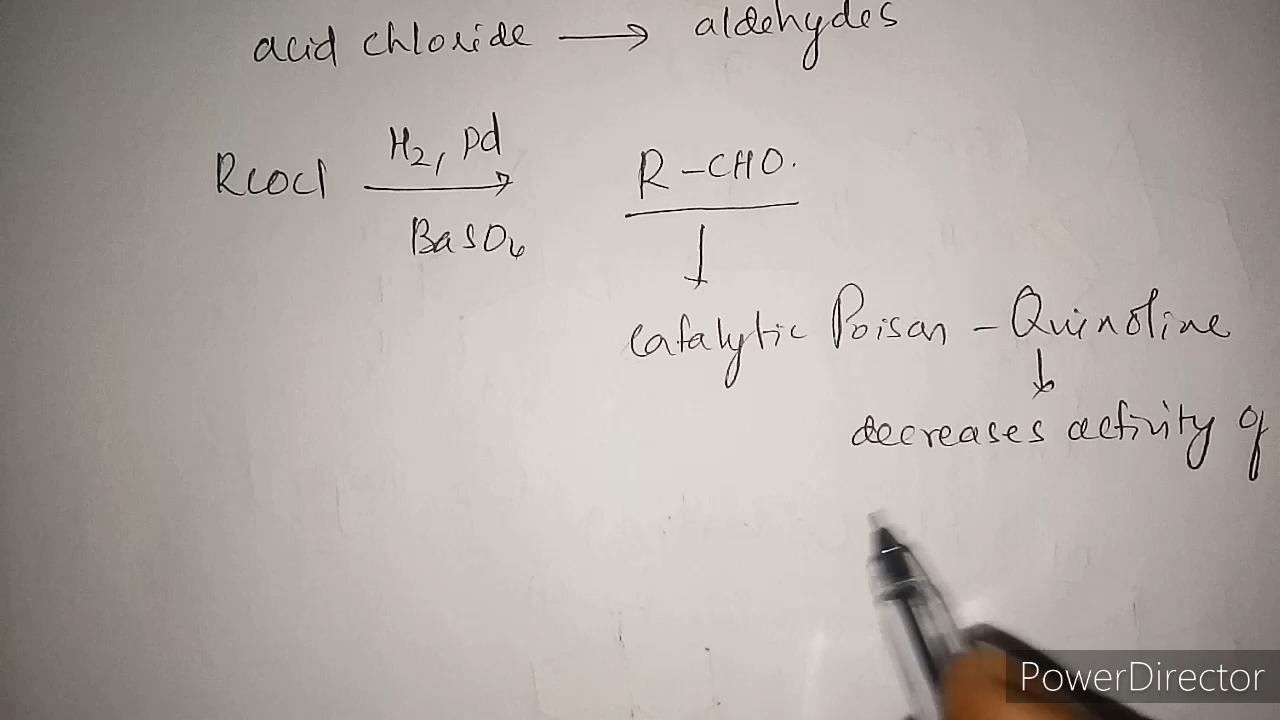 acid chloride → aldehydes
RCOCl H2, Pd → R-CHO.
BaSO4
↓
Catalytic Poison - Quinoline
↓
decreases activity of
PowerDirector